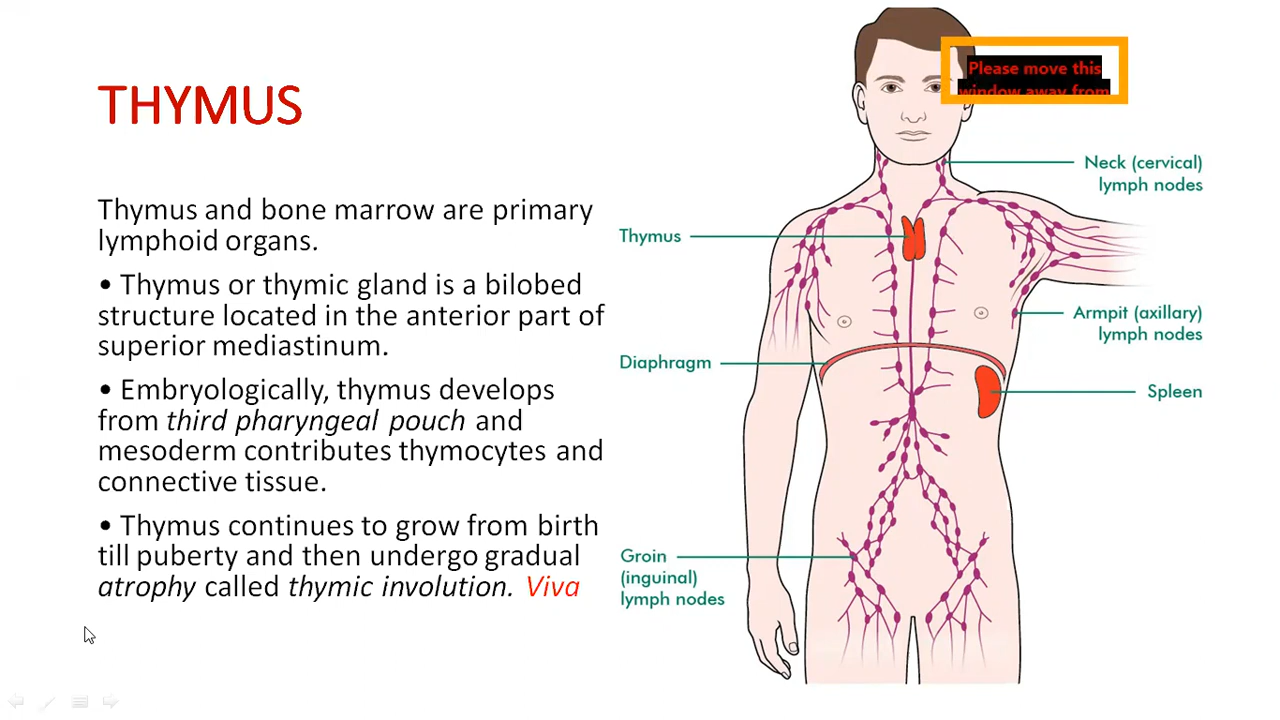 THYMUS
Thymus and bone marrow are primary
lymphoid organs.
• Thymus or thymic gland is a bilobed
structure located in the anterior part of
superior mediastinum.
• Embryologically, thymus develops
from third pharyngeal pouch and
mesoderm contributes thymocytes and
connective tissue.
• Thymus continues to grow from birth
till puberty and then undergo gradual
atrophy called thymic involution. Viva
Please move this
window away from
Neck (cervical)
lymph nodes
Thymus
Armpit (axillary)
lymph nodes
Diaphragm
Spleen
Groin
(inguinal)
lymph nodes